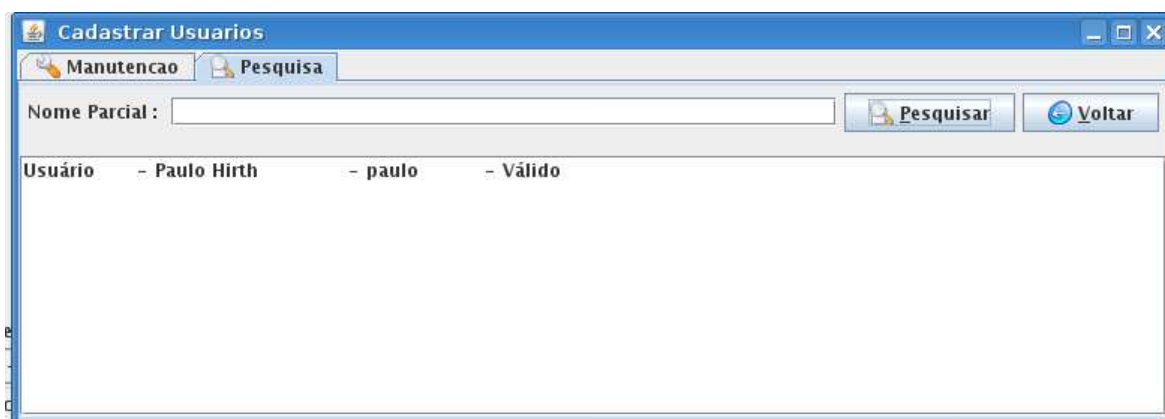 Cadastrar Usuarios
Manutencao Pesquisa
Nome Parcial : Pesquisar Voltar
Usuário - Paulo Hirth - paulo - Válido